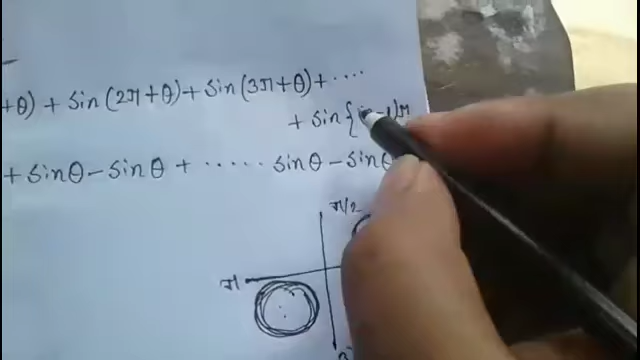 +θ) + sin(2π+θ) + sin(3π+θ) + ....
+ sin{
+ sinθ - sinθ + ...... sinθ - sinθ
π/2
π